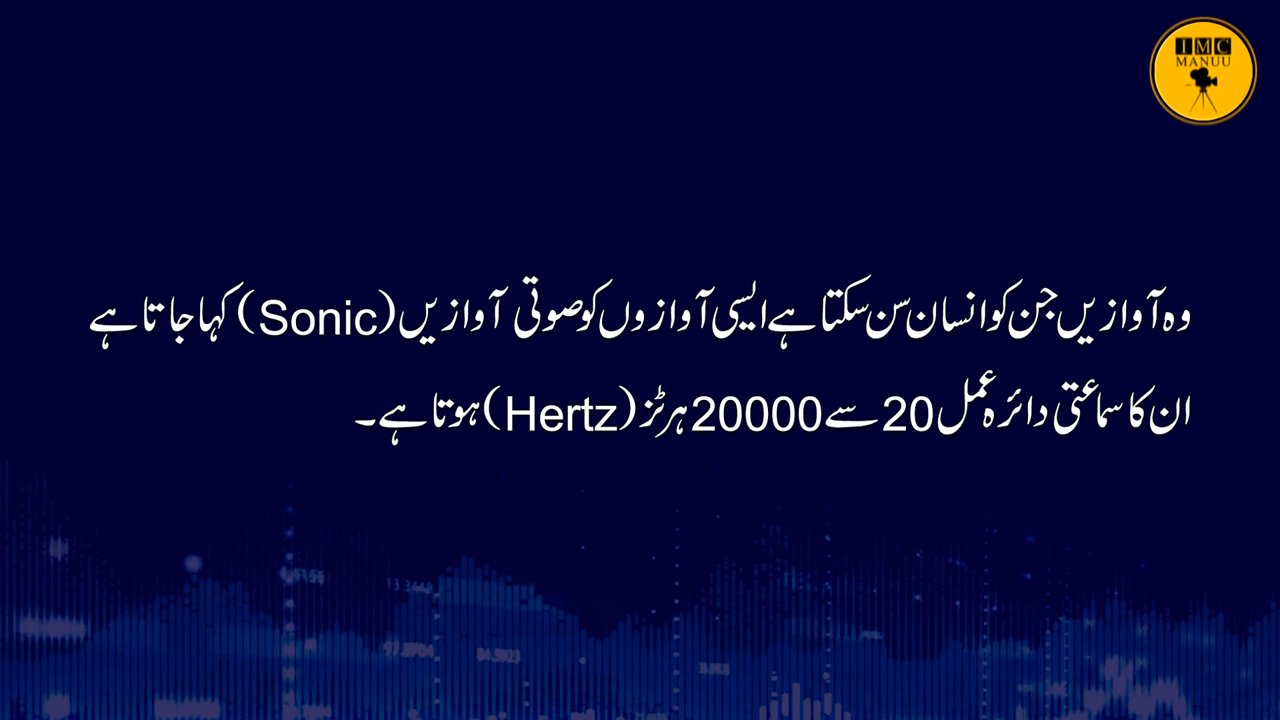 IMC
MANUU
وہ آوازیں جن کو انسان سن سکتا ہے ایسی آوازوں کو صوتی آوازیں (Sonic) کہا جاتا ہے
ان کا سماعتی دائرہ عمل 20 سے 20000 ہرٹز (Hertz) ہوتا ہے۔